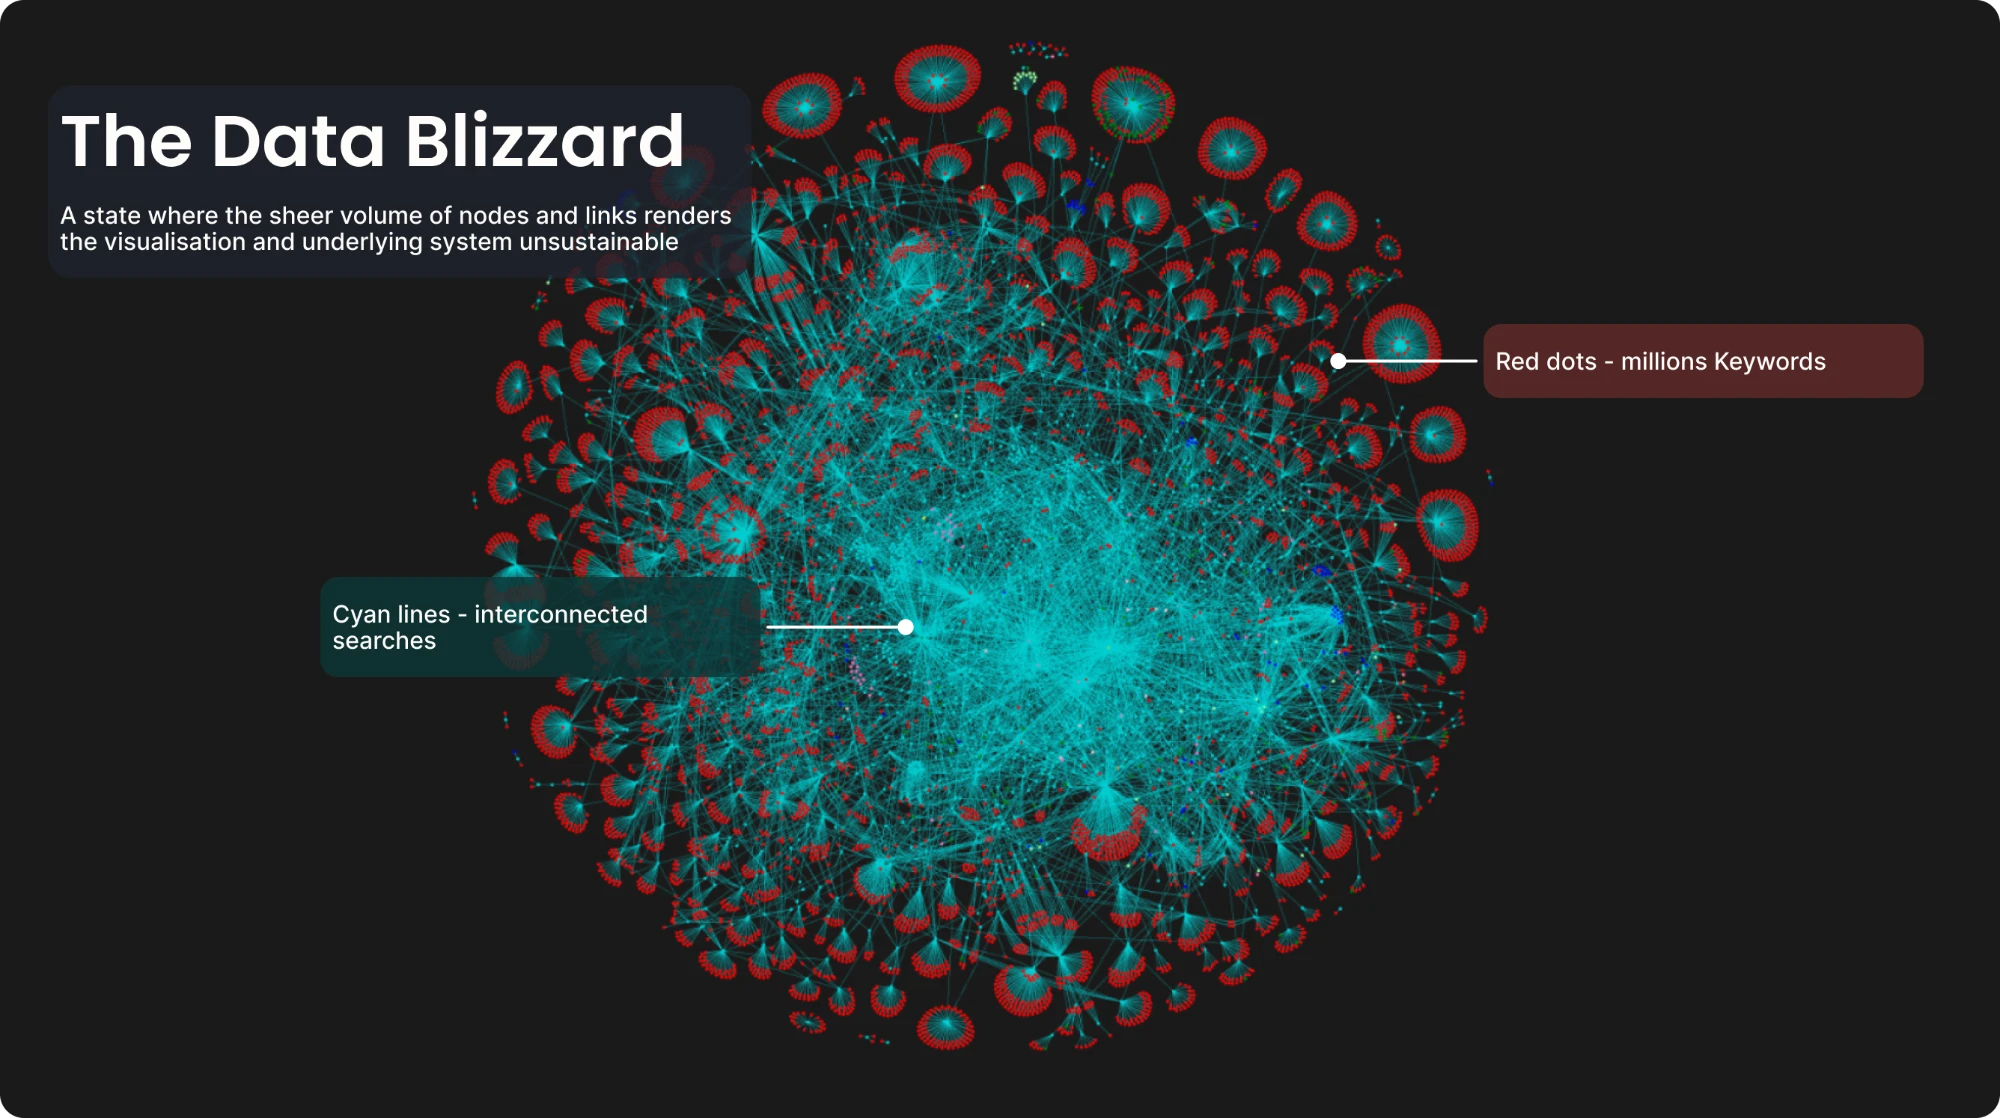 The Data Blizzard
A state where the sheer volume of nodes and links renders
the visualisation and underlying system unsustainable
Red dots - millions Keywords
Cyan lines - interconnected
searches